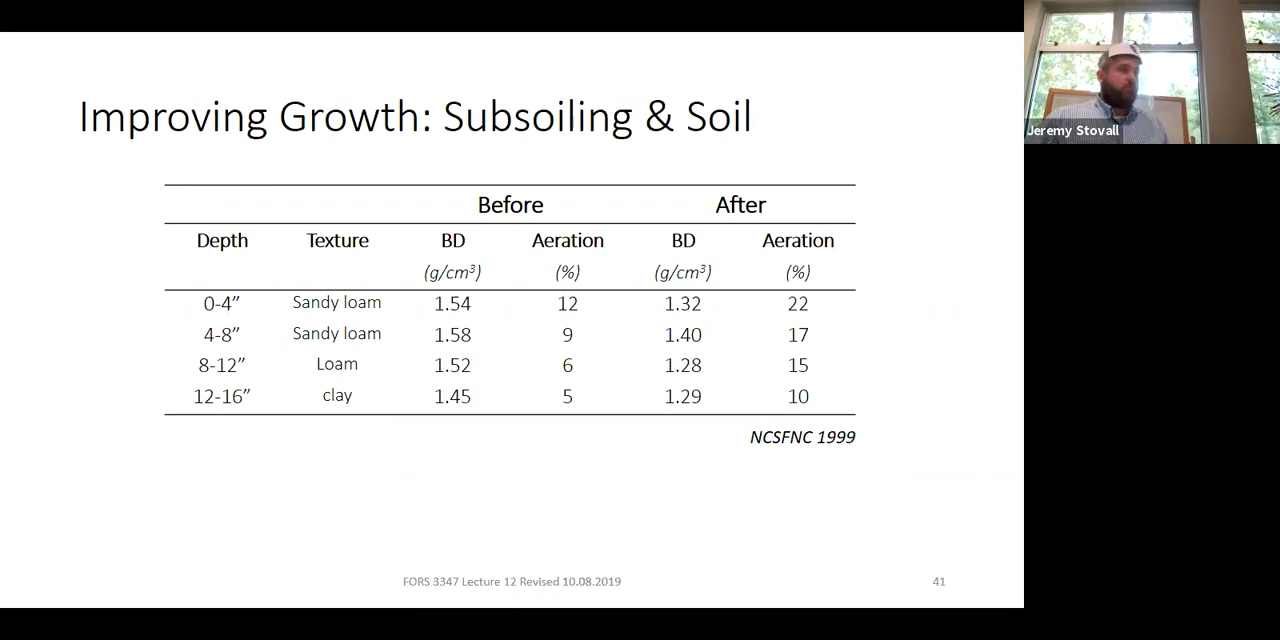 Improving Growth: Subsoiling & Soil
Before After
Depth Texture BD Aeration BD Aeration
(g/cm³) (%) (g/cm³) (%)
0-4” Sandy loam 1.54 12 1.32 22
4-8” Sandy loam 1.58 9 1.40 17
8-12” Loam 1.52 6 1.28 15
12-16” clay 1.45 5 1.29 10
NCSFNC 1999
FORS 3347 Lecture 12 Revised 10.08.2019 41
Jeremy Stovall